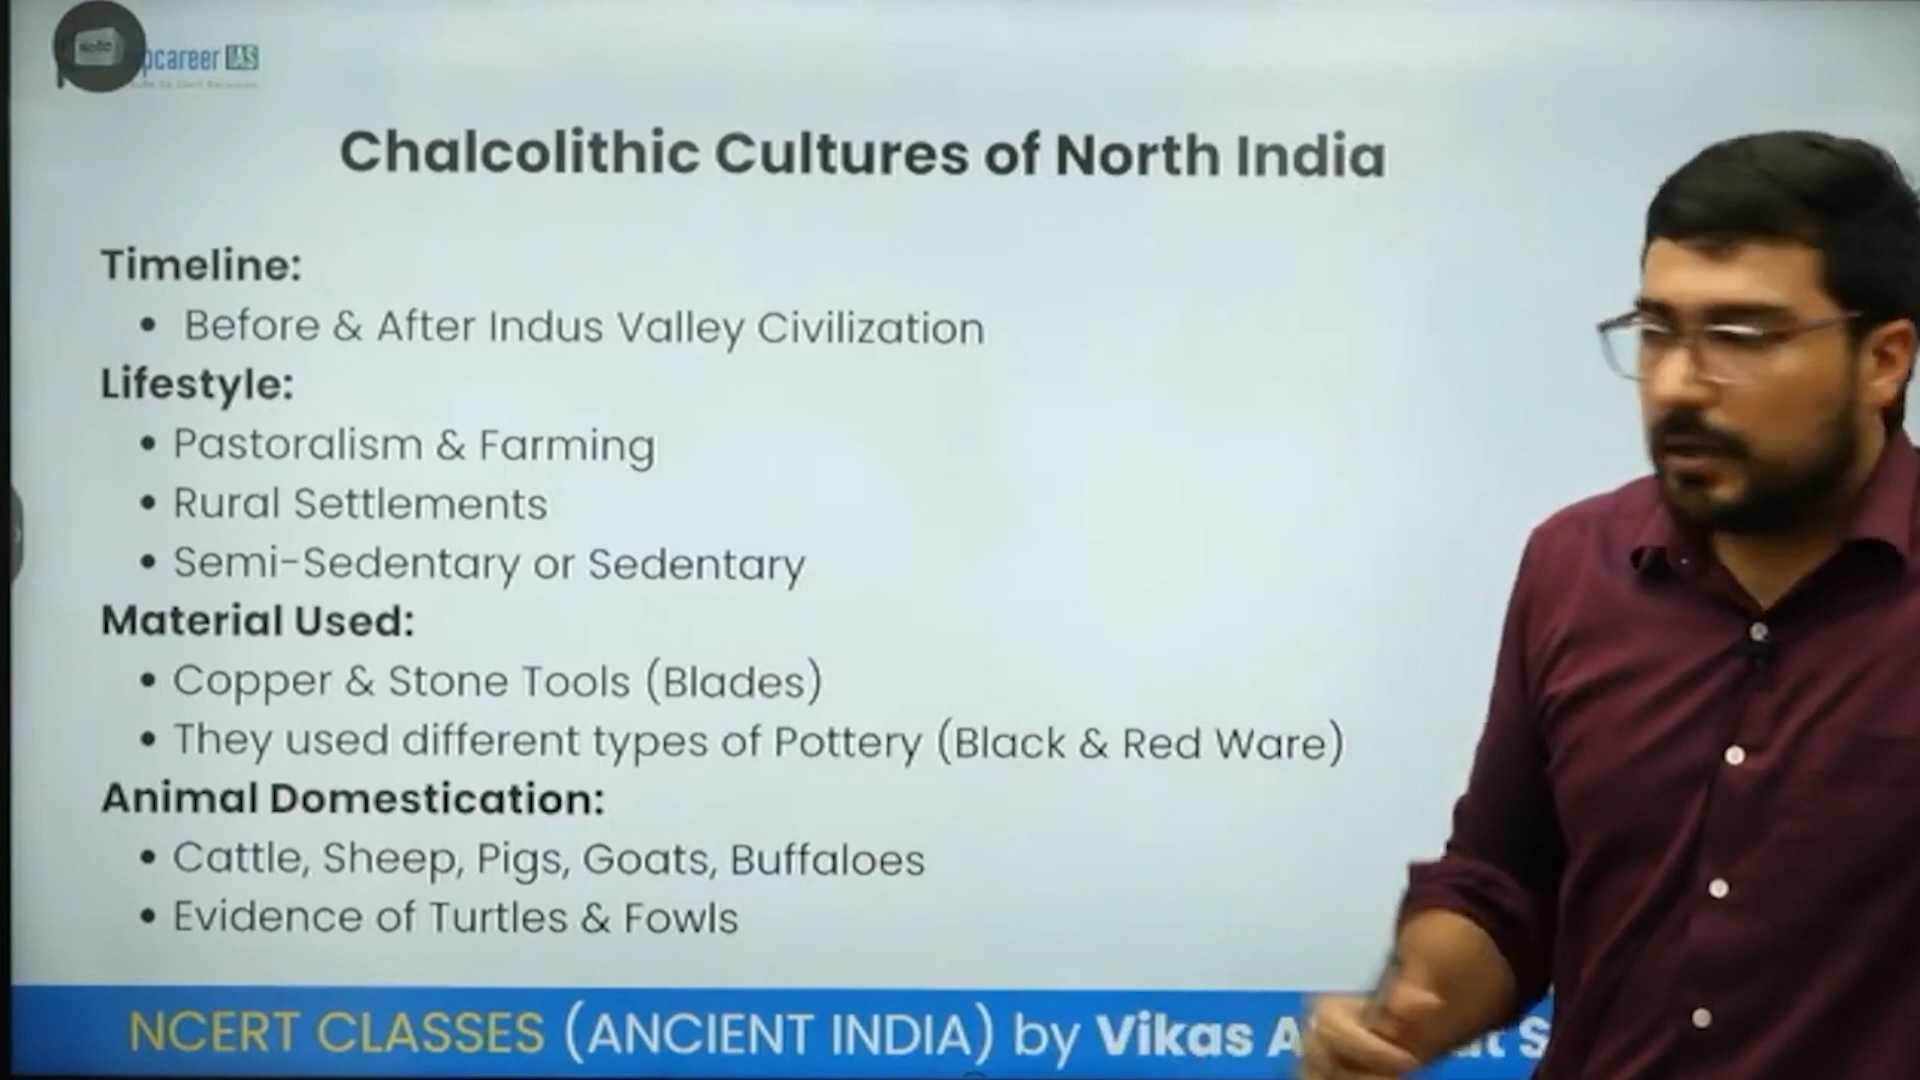 pcareer IAS
Chalcolithic Cultures of North India
Timeline:
• Before & After Indus Valley Civilization
Lifestyle:
• Pastoralism & Farming
• Rural Settlements
• Semi-Sedentary or Sedentary
Material Used:
• Copper & Stone Tools (Blades)
• They used different types of Pottery (Black & Red Ware)
Animal Domestication:
• Cattle, Sheep, Pigs, Goats, Buffaloes
• Evidence of Turtles & Fowls
NCERT CLASSES (ANCIENT INDIA) by Vikas